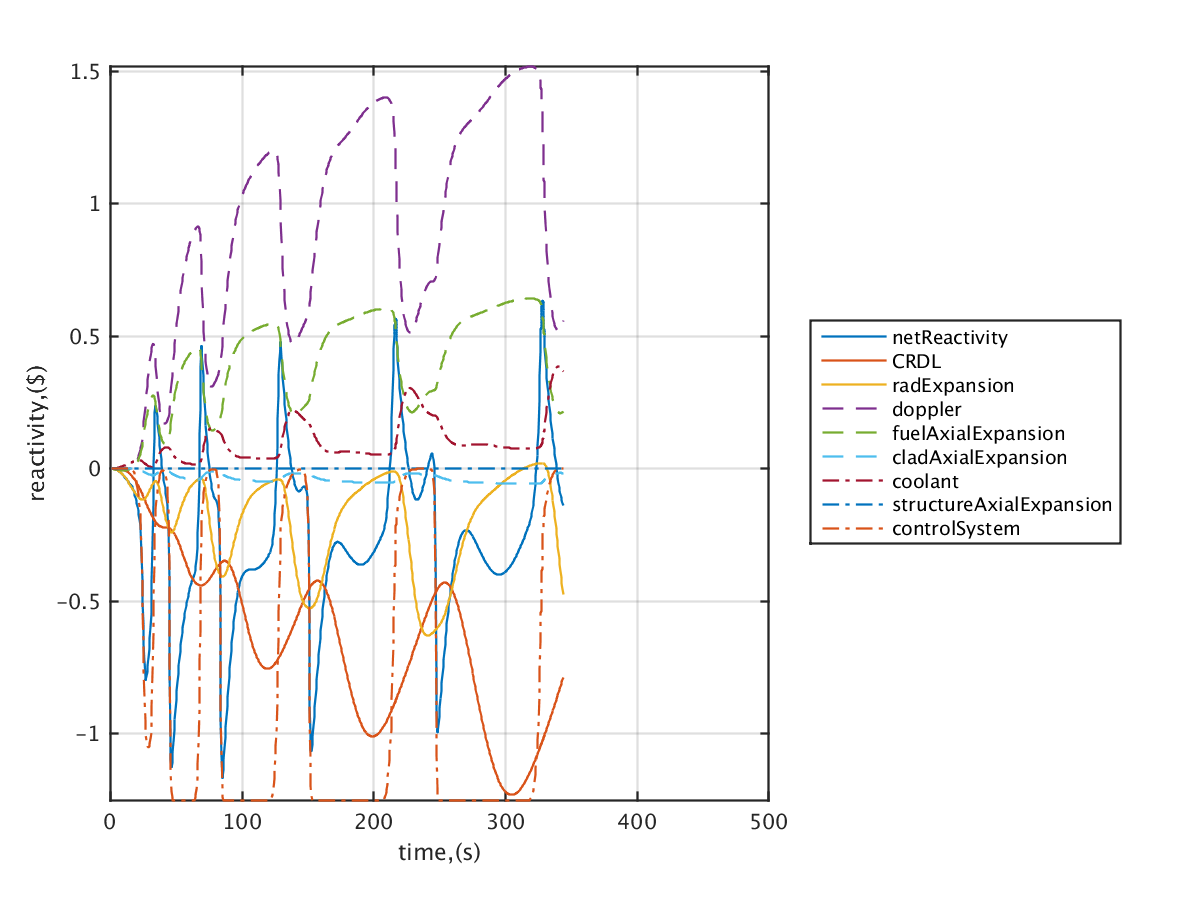 1.5
1
0.5
0
−0.5
−1
reactivity,($)
0
100
200
300
400
500
time,(s)
netReactivity
CRDL
radExpansion
doppler
fuelAxialExpansion
cladAxialExpansion
coolant
structureAxialExpansion
controlSystem